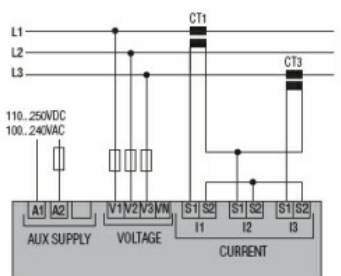 CT1
L1
L2
CT3
L3
110...250VDC
100...240VAC
A1 A2 V1 V2 V3 VN S1 S2 S1 S2 S1 S2
I1 I2 I3
AUX SUPPLY VOLTAGE
CURRENT